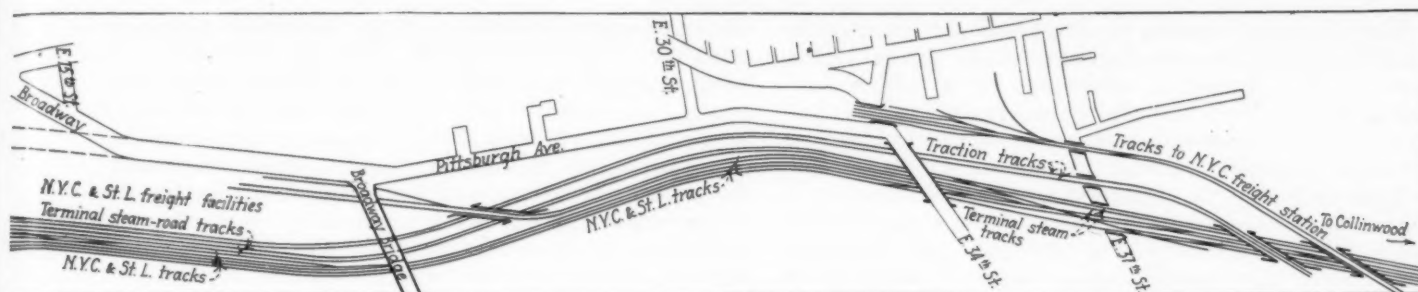 E. 15th St.
Broadway
N.Y.C. & St. L. freight facilities
Terminal steam-road tracks
N.Y.C. & St. L. tracks
Broadway Bridge
Pittsburgh Ave.
E. 30th St.
N.Y.C. & St. L. tracks
Traction tracks
Terminal steam
tracks
E. 34th St.
E. 37th St.
Tracks to N.Y.C. freight station
To Collinwood